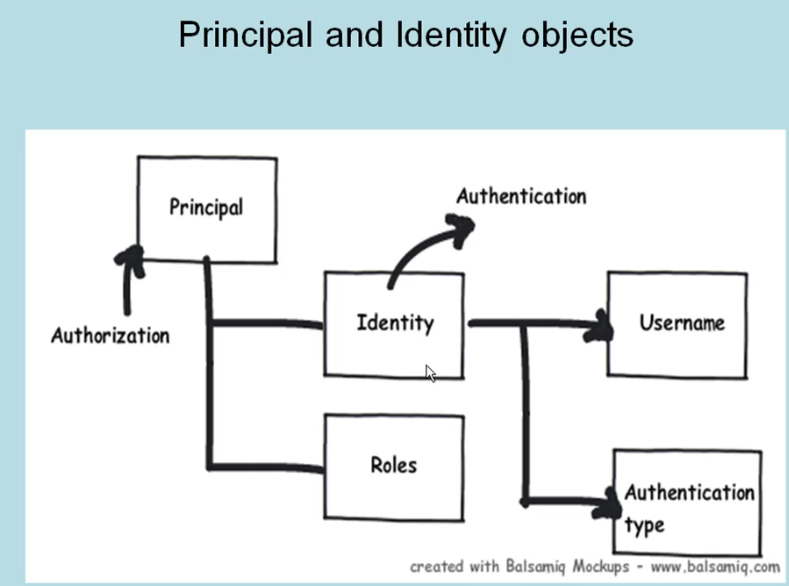 Principal and Identity objects
Principal
Authentication
Authorization
Identity
Username
Roles
Authentication
type
created with Balsamiq Mockups - www.balsamiq.com